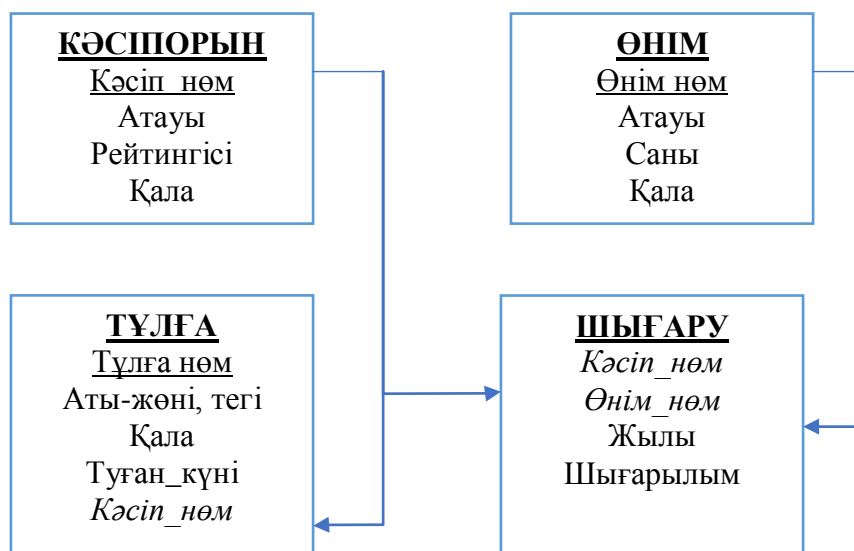 КӘСІПОРЫН
Кәсіп_нөм
Атауы
Рейтингісі
Қала
ӨНІМ
Өнім нөм
Атауы
Саны
Қала
ТҰЛҒА
Тұлға нөм
Аты-жөні, тегі
Қала
Туған_күні
Кәсіп_нөм
ШЫҒАРУ
Кәсіп_нөм
Өнім_нөм
Жылы
Шығарылым